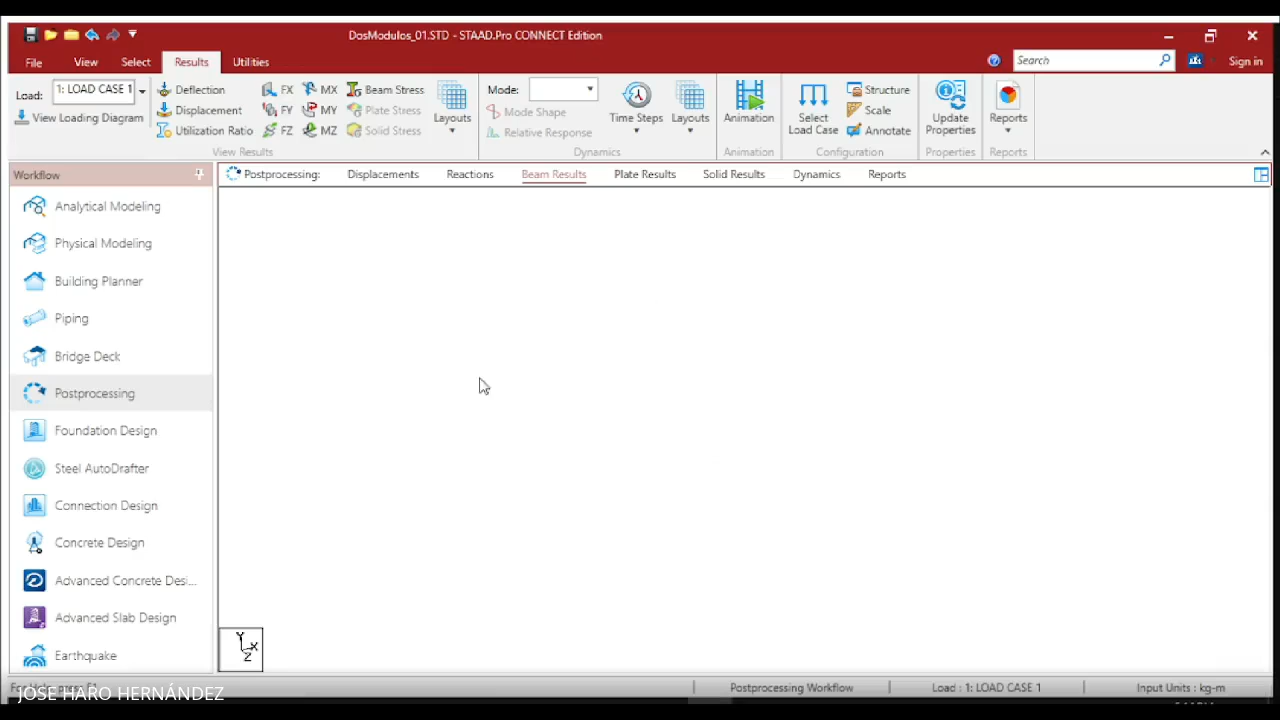 DosModulos_01.STD - STAAD.Pro CONNECT Edition
File View Select Results Utilities
Search
Sign in
Load: 1: LOAD CASE 1
View Loading Diagram
Deflection
Displacement
Utilization Ratio
FX
FY
FZ
MX
MY
MZ
Beam Stress
Plate Stress
Solid Stress
Layouts
View Results
Mode:
Mode Shape
Relative Response
Time Steps
Layouts
Dynamics
Animation
Animation
Select
Load Case
Structure
Scale
Annotate
Configuration
Update
Properties
Properties
Reports
Reports
Workflow
Postprocessing: Displacements Reactions Beam Results Plate Results Solid Results Dynamics Reports
Analytical Modeling
Physical Modeling
Building Planner
Piping
Bridge Deck
Postprocessing
Foundation Design
Steel AutoDrafter
Connection Design
Concrete Design
Advanced Concrete Desi...
Advanced Slab Design
Earthquake
Y
X
Z
JOSE HARO HERNÁNDEZ
Postprocessing Workflow
Load : 1: LOAD CASE 1
Input Units : kg-m